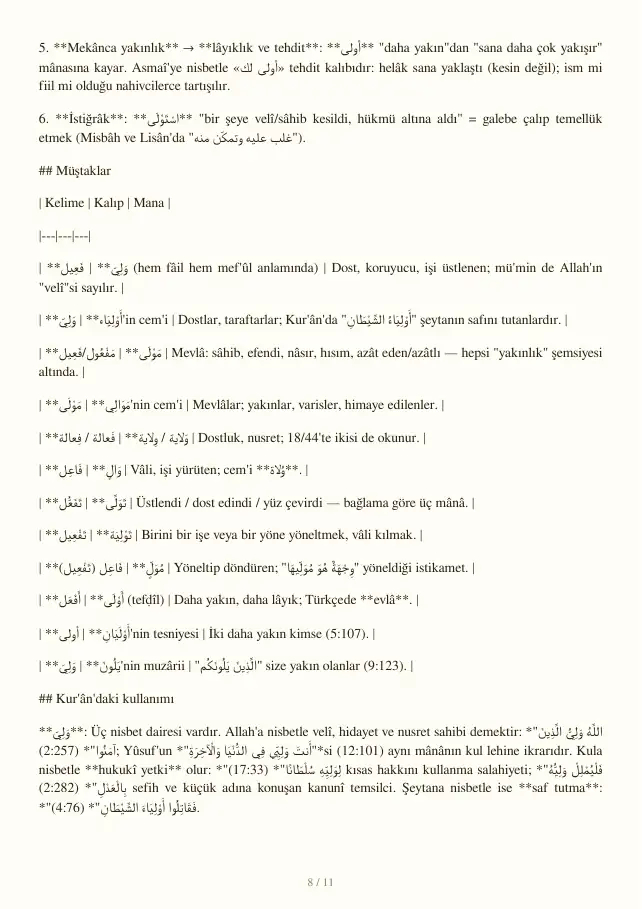 5. **Mekânca yakınlık** → **lâyıklık ve tehdit**: **أولى** "daha yakın"dan "sana daha çok yakışır"
mânasına kayar. Asmaî'ye nisbetle «أولى لك» tehdit kalıbıdır: helâk sana yaklaştı (kesin değil); ism mi
fiil mi olduğu nahivcilerce tartışılır.
6. **İstiğrâk**: **اسْتَوْلَى** "bir şeye velî/sâhib kesildi, hükmü altına aldı" = galebe çalıp temellük
etmek (Misbâh ve Lisân'da "غلب عليه وتمكّن منه").
## Müştaklar
| Kelime | Kalıp | Mana |
|---|---|---|
| **وَلِيّ** | فَعِيل (hem fâil hem mef'ûl anlamında) | Dost, koruyucu, işi üstlenen; mü'min de Allah'ın
"velî"si sayılır. |
| **أَوْلِيَاء** | وَلِيّ'in cem'i | Dostlar, taraftarlar; Kur'ân'da "أَوْلِيَاءُ الشَّيْطَانِ" şeytanın safını tutanlardır. |
| **مَوْلَى** | مَفْعُول/فَعِيل | Mevlâ: sâhib, efendi, nâsır, hısım, azât eden/azâtlı — hepsi "yakınlık" şemsiyesi
altında. |
| **مَوَالِي** | مَوْلَى'nin cem'i | Mevlâlar; yakınlar, varisler, himaye edilenler. |
| **وَلاية / وِلاية** | فَعالة / فِعالة | Dostluk, nusret; 18/44'te ikisi de okunur. |
| **وَالٍ** | فَاعِل | Vâli, işi yürüten; cem'i **وُلَاة**. |
| **تَوَلَّى** | تَفَعُّل | Üstlendi / dost edindi / yüz çevirdi — bağlama göre üç mânâ. |
| **تَوْلِيَة** | تَفْعِيل | Birini bir işe veya bir yöne yöneltmek, vâli kılmak. |
| **مُوَلٍّ** | فَاعِل (تَفْعِيل) | Yöneltip döndüren; "وِجْهَةٌ هُوَ مُوَلِّيهَا" yöneldiği istikamet. |
| **أَوْلَى** | أَفْعَل (tefḍîl) | Daha yakın, daha lâyık; Türkçede **evlâ**. |
| **أَوْلَيَانِ** | أولى'nin tesniyesi | İki daha yakın kimse (5:107). |
| **يَلُونَ** | وَلِيَ'nin muzârii | "الَّذِينَ يَلُونَكُم" size yakın olanlar (9:123). |
## Kur'ân'daki kullanımı
**وَلِيّ**: Üç nisbet dairesi vardır. Allah'a nisbetle velî, hidayet ve nusret sahibi demektir: *"اللَّهُ وَلِيُّ الَّذِينَ
آمَنُوا"* (2:257); Yûsuf'un *"أَنتَ وَلِيِّي فِي الدُّنْيَا وَالْآخِرَةِ"*si (12:101) aynı mânânın kul lehine ikrarıdır. Kula
nisbetle **hukukî yetki** olur: *"لِوَلِيِّهِ سُلْطَانًا"* (17:33) kısas hakkını kullanma salahiyeti; *"فَلْيُمْلِلْ وَلِيُّهُ
بِالْعَدْلِ"* (2:282) sefih ve küçük adına konuşan kanunî temsilci. Şeytana nisbetle ise **saf tutma**:
*"فَقَاتِلُوا أَوْلِيَاءَ الشَّيْطَانِ"* (4:76).
8 / 11